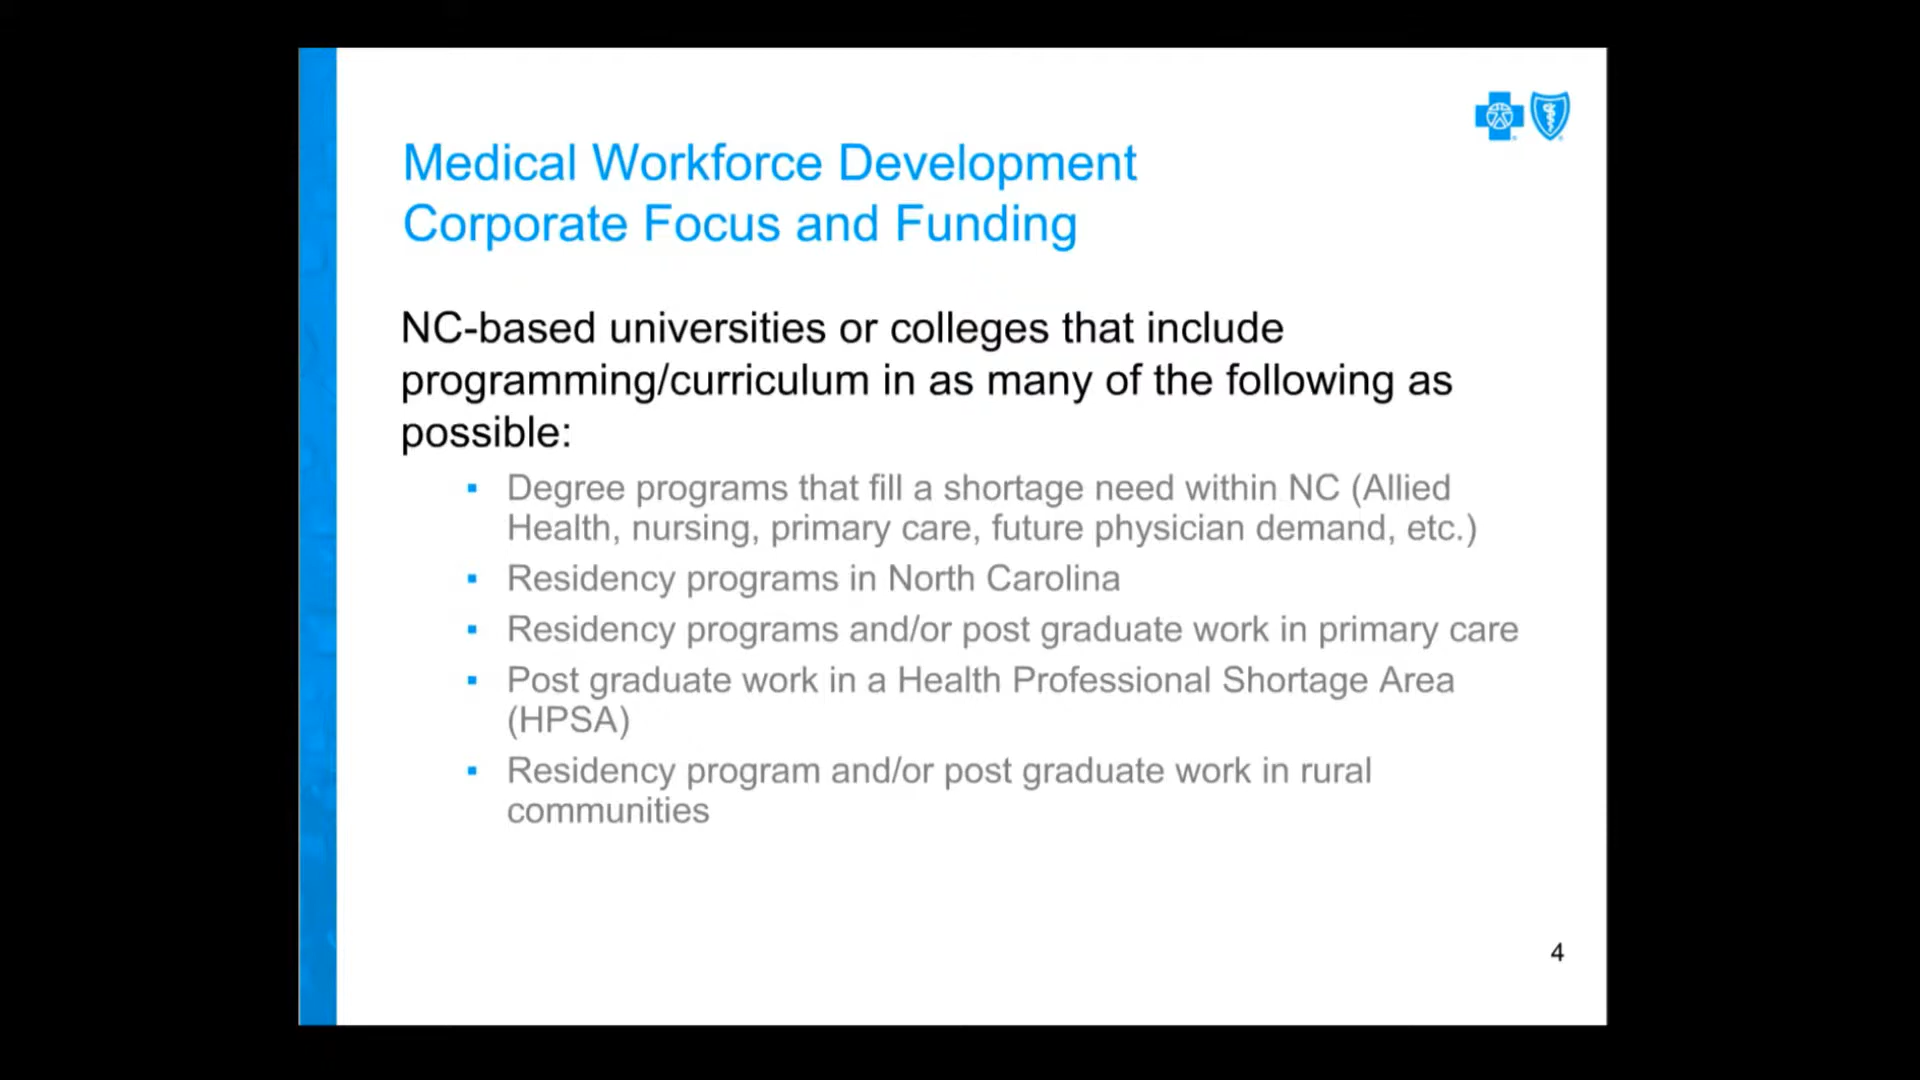 Medical Workforce Development
Corporate Focus and Funding
NC-based universities or colleges that include
programming/curriculum in as many of the following as
possible:
▪ Degree programs that fill a shortage need within NC (Allied
Health, nursing, primary care, future physician demand, etc.)
▪ Residency programs in North Carolina
▪ Residency programs and/or post graduate work in primary care
▪ Post graduate work in a Health Professional Shortage Area
(HPSA)
▪ Residency program and/or post graduate work in rural
communities
4